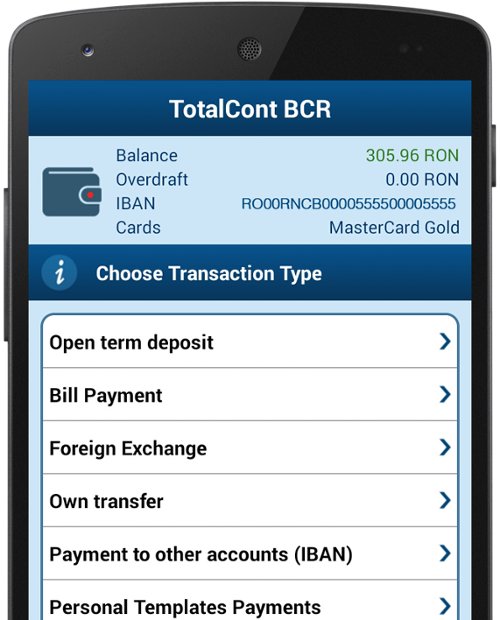 TotalCont BCR
Balance 305.96 RON
Overdraft 0.00 RON
IBAN RO00RNCB0000555500005555
Cards MasterCard Gold
i Choose Transaction Type
Open term deposit
Bill Payment
Foreign Exchange
Own transfer
Payment to other accounts (IBAN)
Personal Templates Payments